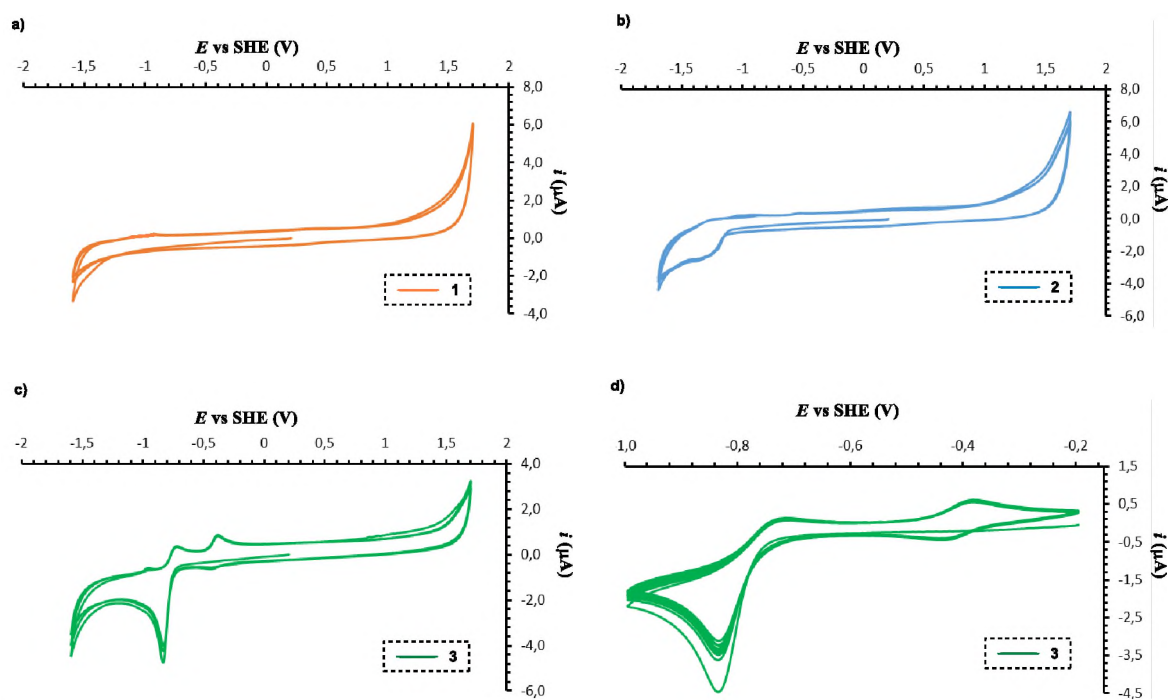 a)
E vs SHE (V)
-2 -1,5 -1 -0,5 0 0,5 1 1,5 2
8,0
6,0
4,0
2,0
0,0
-2,0
-4,0
i (µA)
1
b)
E vs SHE (V)
-2 -1,5 -1 -0,5 0 0,5 1 1,5 2
8,0
6,0
4,0
2,0
0,0
-2,0
-4,0
-6,0
i (µA)
2
c)
E vs SHE (V)
-2 -1,5 -1 -0,5 0 0,5 1 1,5 2
4,0
2,0
0,0
-2,0
-4,0
-6,0
i (µA)
3
d)
E vs SHE (V)
1,0 -0,8 -0,6 -0,4 -0,2
1,5
0,5
-0,5
-1,5
-2,5
-3,5
-4,5
i (µA)
3